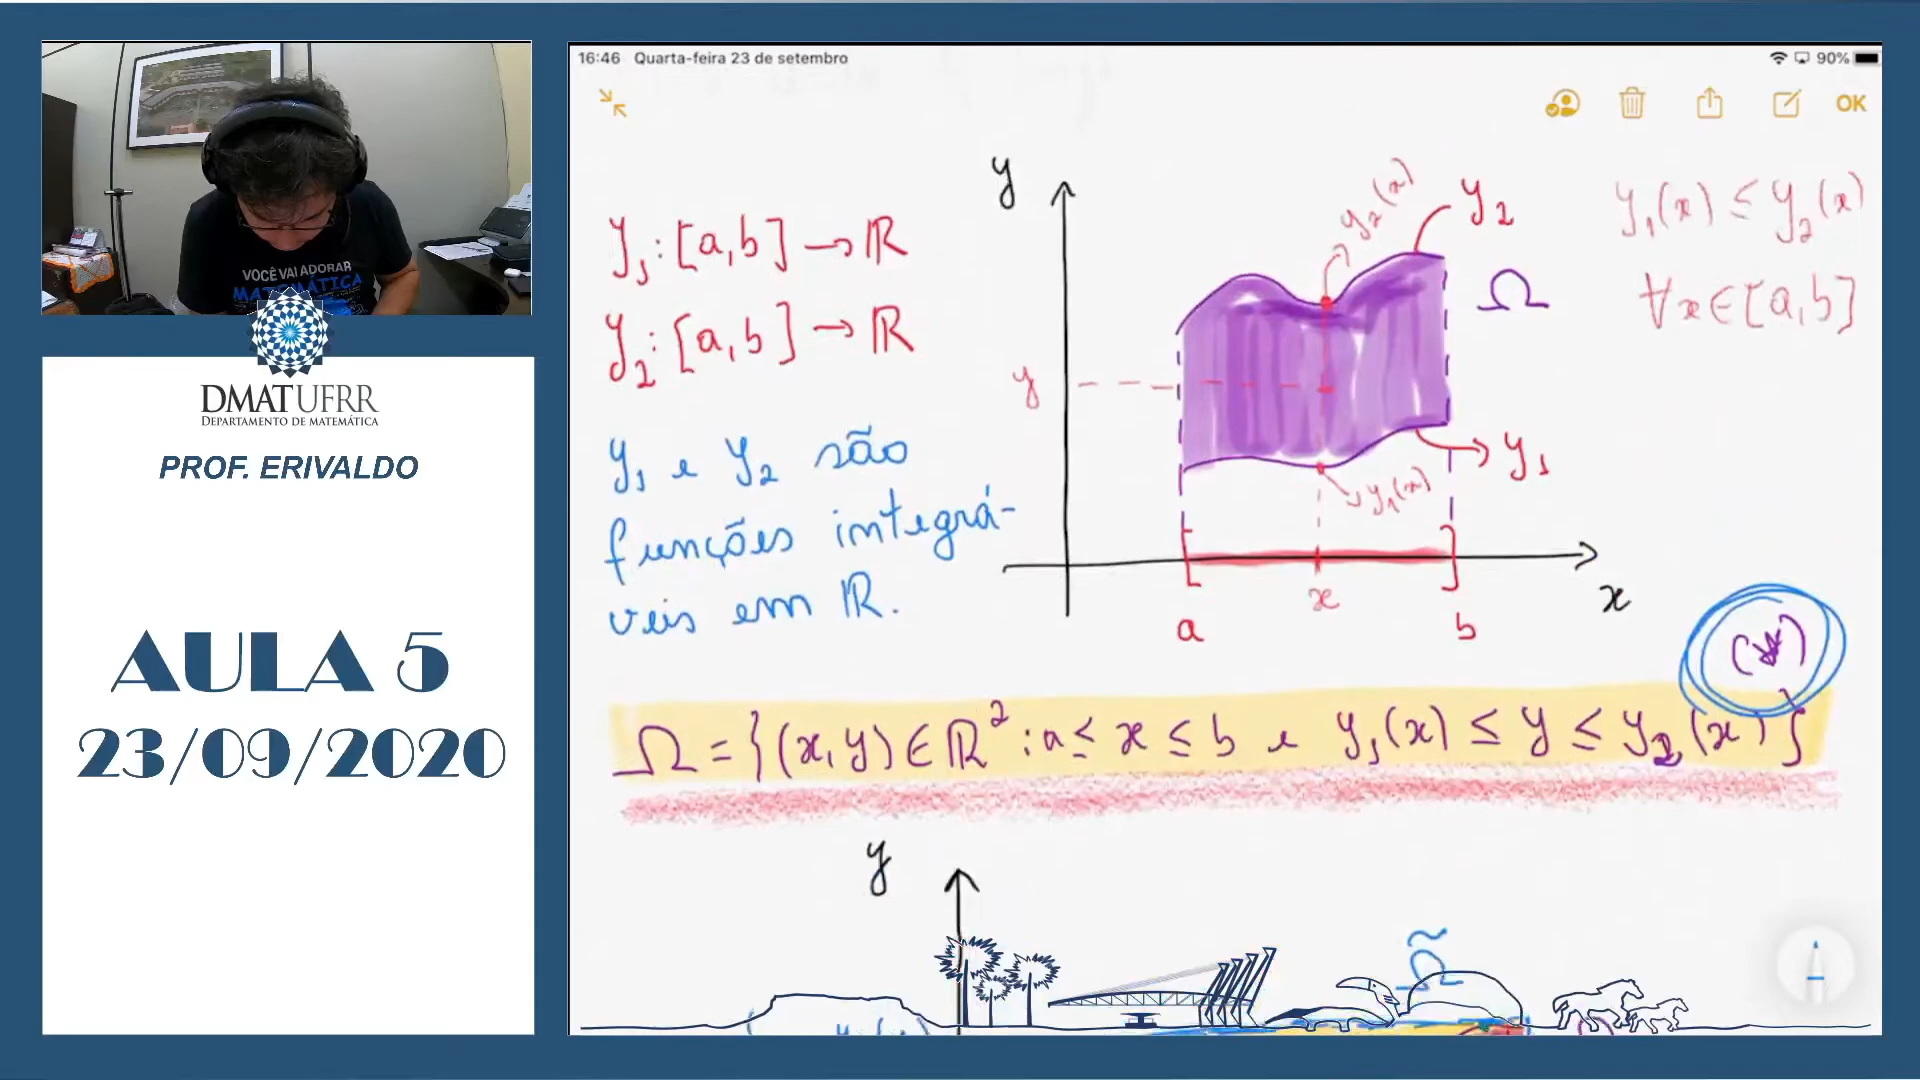 16:46 Quarta-feira 23 de setembro
90%
OK
VOCÊ VAI ADORAR
MATEMÁTICA
DMATUFRR
DEPARTAMENTO DE MATEMÁTICA
PROF. ERIVALDO
AULA 5
23/09/2020
y₁: [a,b] → ℝ
y₂: [a,b] → ℝ
y₁ e y₂ são
funções integrá-
veis em ℝ.
y
y₂(x)
y₂
Ω
y
y₁
y₁(x)
a
x
b
x
y₁(x) ≤ y₂(x)
∀x∈[a,b]
(*)
Ω = {(x,y) ∈ ℝ² : a ≤ x ≤ b e y₁(x) ≤ y ≤ y₂(x)}
y
Ω̃